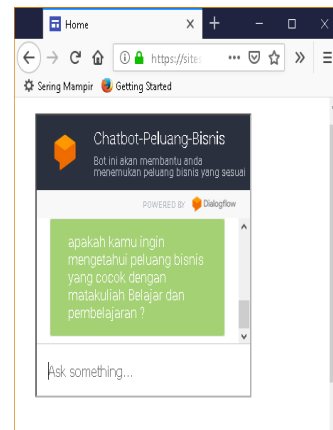 Home
https://sites
Sering Mampir
Getting Started
Chatbot-Peluang-Bisnis
Bot ini akan membantu anda
menemukan peluang bisnis yang sesuai
POWERED BY Dialogflow
apakah kamu ingin
mengetahui peluang bisnis
yang cocok dengan
matakuliah Belajar dan
pembelajaran ?
Ask something...